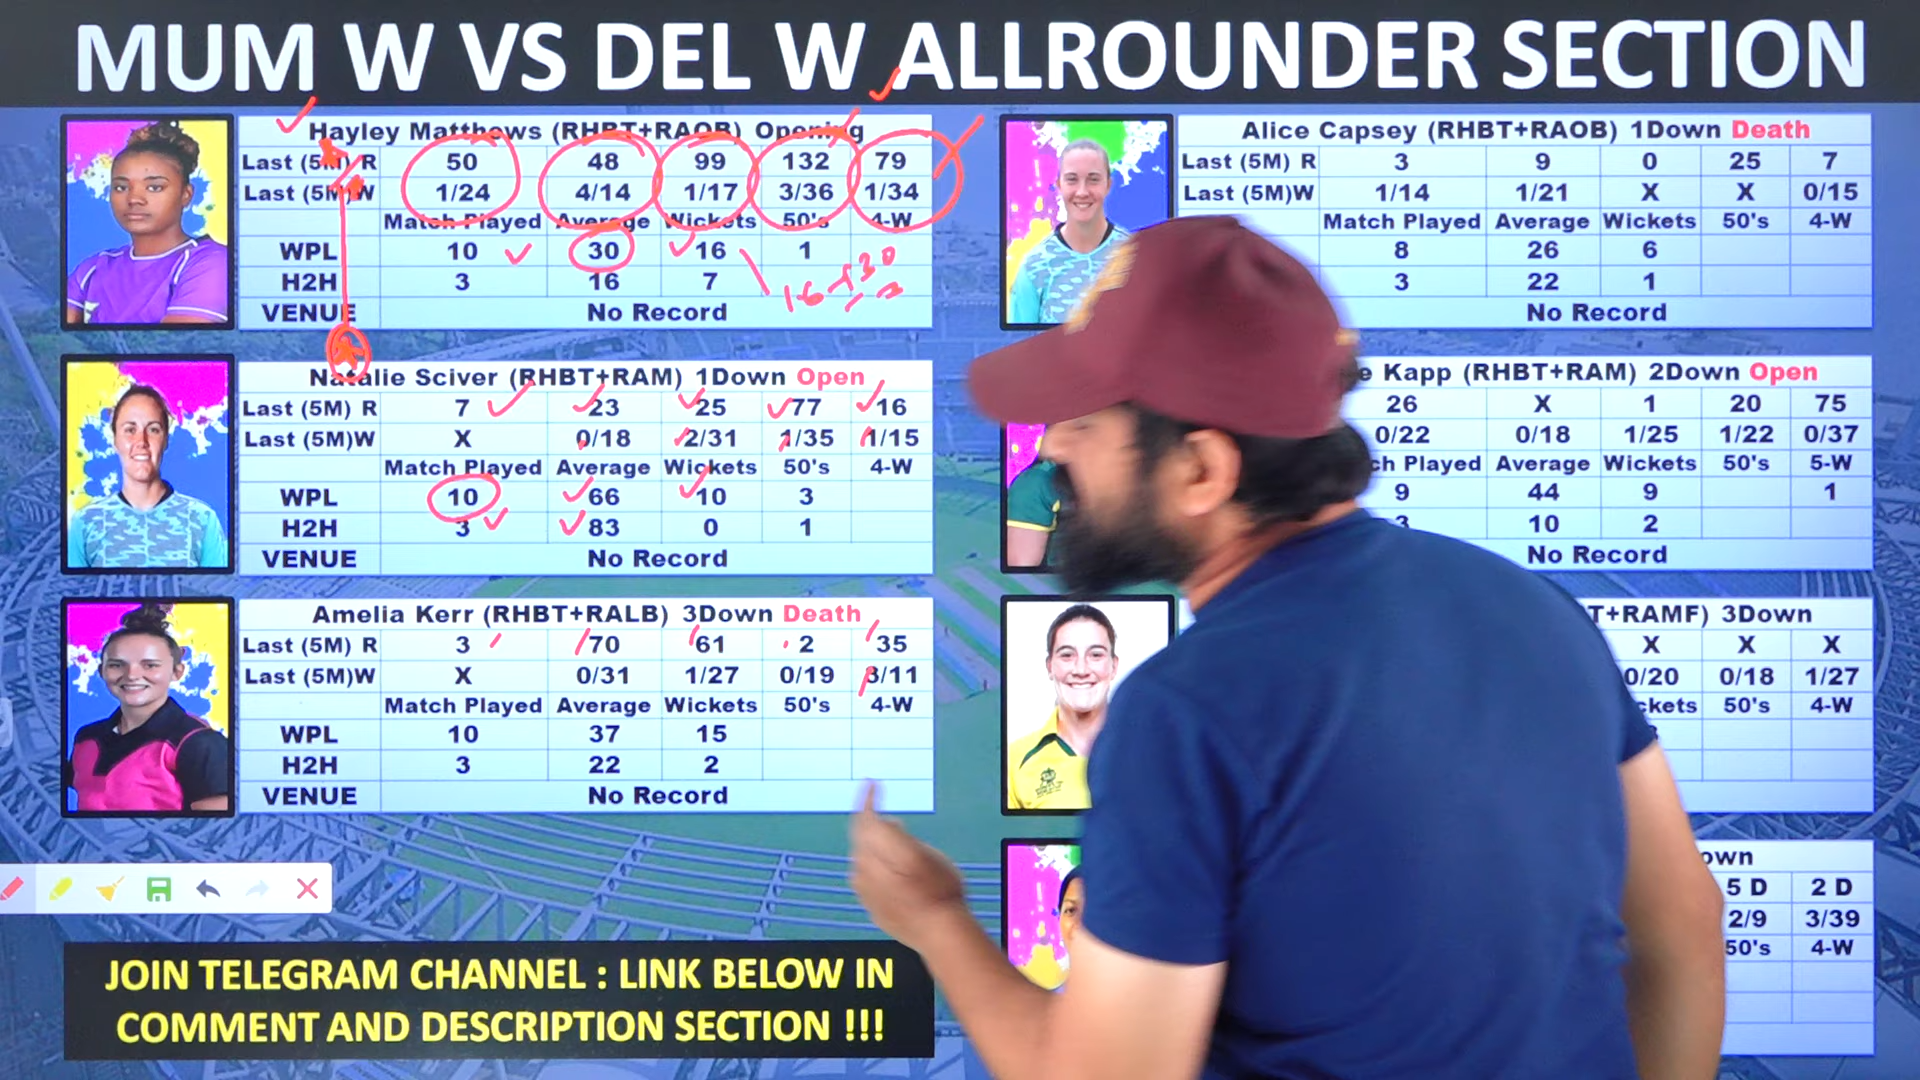 MUM W VS DEL W ALLROUNDER SECTION
Hayley Matthews (RHBT+RAOB) Opening
Last (5M) R 50 48 99 132 79
Last (5M)W 1/24 4/14 1/17 3/36 1/34
Match Played Average Wickets 50's 4-W
WPL 10 30 16 1
H2H 3 16 7
16 + 30
VENUE No Record
Natalie Sciver (RHBT+RAM) 1Down Open
Last (5M) R 7 23 25 77 16
Last (5M)W X 0/18 2/31 1/35 1/15
Match Played Average Wickets 50's 4-W
WPL 10 66 10 3
H2H 3 83 0 1
VENUE No Record
Amelia Kerr (RHBT+RALB) 3Down Death
Last (5M) R 3 70 61 2 35
Last (5M)W X 0/31 1/27 0/19 3/11
Match Played Average Wickets 50's 4-W
WPL 10 37 15
H2H 3 22 2
VENUE No Record
JOIN TELEGRAM CHANNEL : LINK BELOW IN
COMMENT AND DESCRIPTION SECTION !!!
Alice Capsey (RHBT+RAOB) 1Down Death
Last (5M) R 3 9 0 25 7
Last (5M)W 1/14 1/21 X X 0/15
Match Played Average Wickets 50's 4-W
8 26 6
3 22 1
No Record
Kapp (RHBT+RAM) 2Down Open
26 X 1 20 75
0/22 0/18 1/25 1/22 0/37
Played Average Wickets 50's 5-W
9 44 9 1
3 10 2
No Record
+RAMF) 3Down
X X X
0/20 0/18 1/27
50's 4-W
5 D 2 D
2/9 3/39
50's 4-W